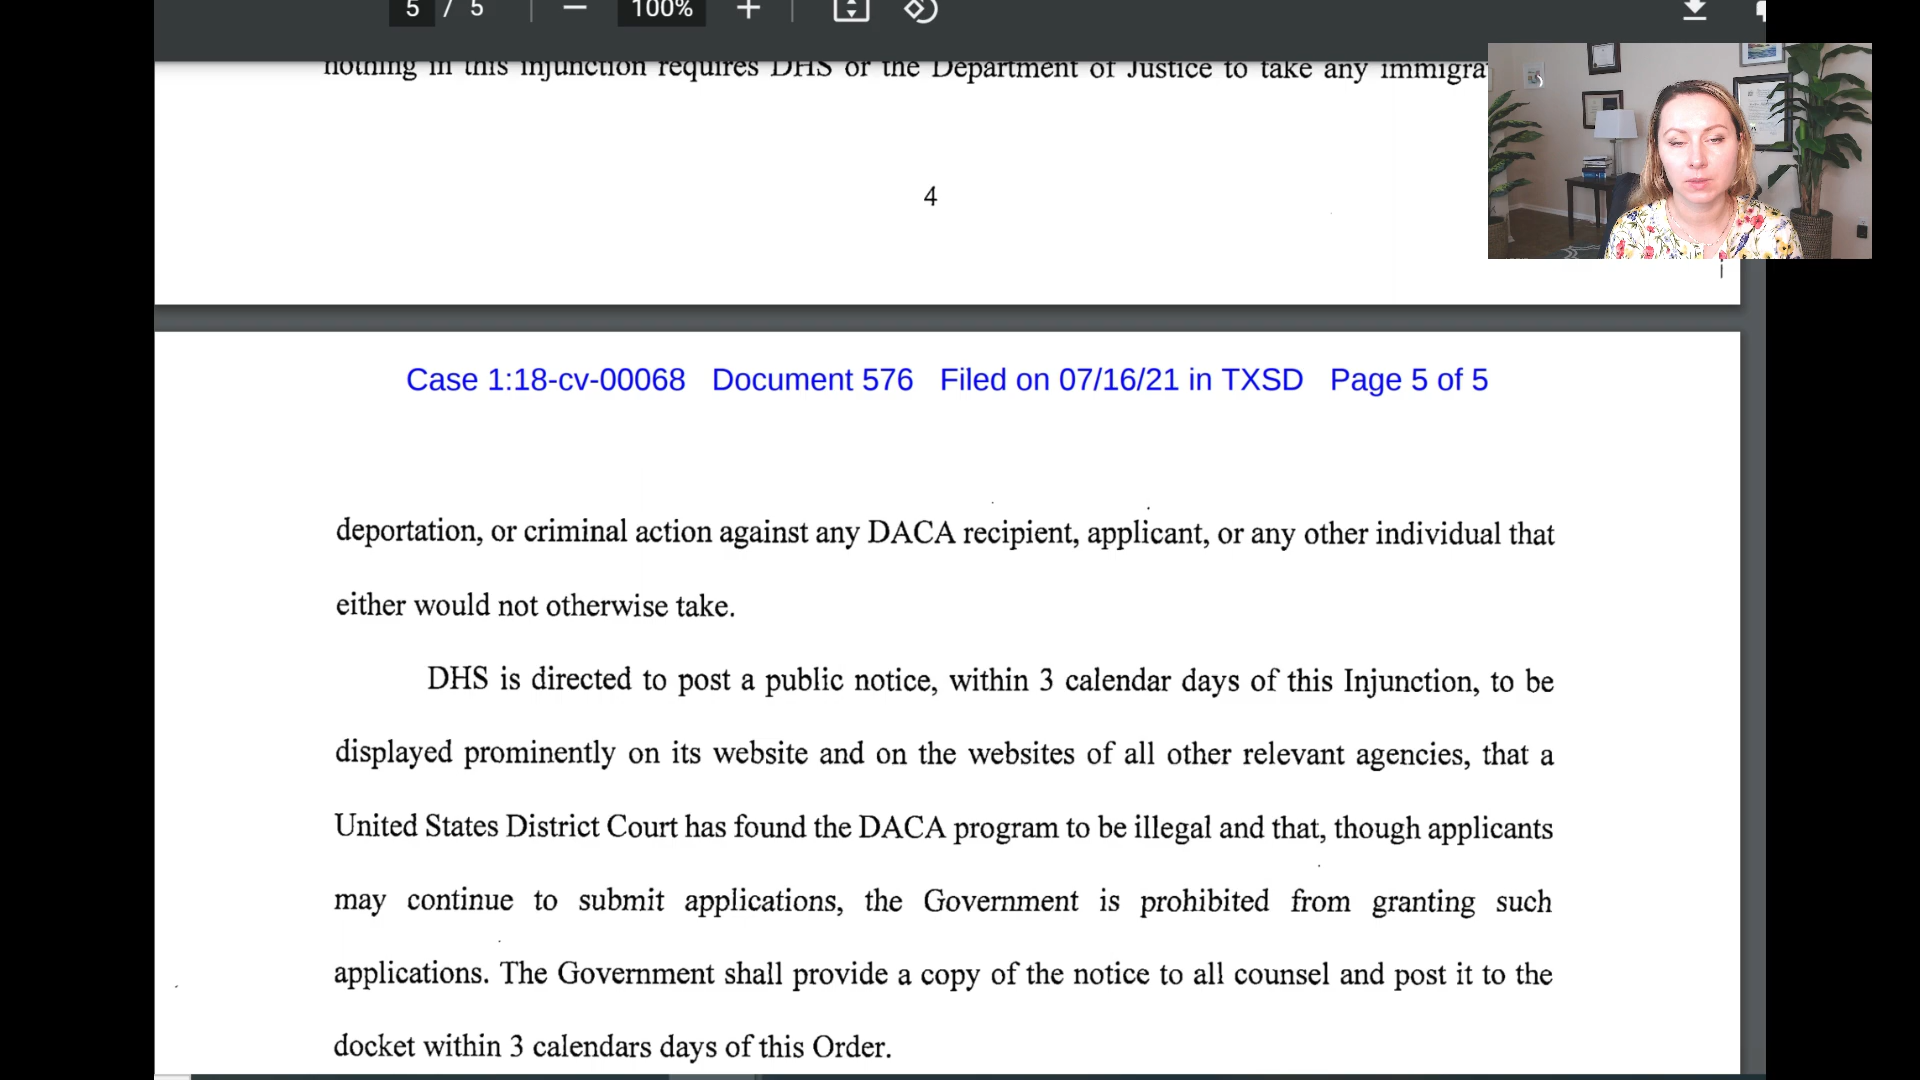 5 / 5
100%
nothing in this injunction requires DHS or the Department of Justice to take any
4
Case 1:18-cv-00068 Document 576 Filed on 07/16/21 in TXSD Page 5 of 5
deportation, or criminal action against any DACA recipient, applicant, or any other individual that
either would not otherwise take.
DHS is directed to post a public notice, within 3 calendar days of this Injunction, to be
displayed prominently on its website and on the websites of all other relevant agencies, that a
United States District Court has found the DACA program to be illegal and that, though applicants
may continue to submit applications, the Government is prohibited from granting such
applications. The Government shall provide a copy of the notice to all counsel and post it to the
docket within 3 calendars days of this Order.